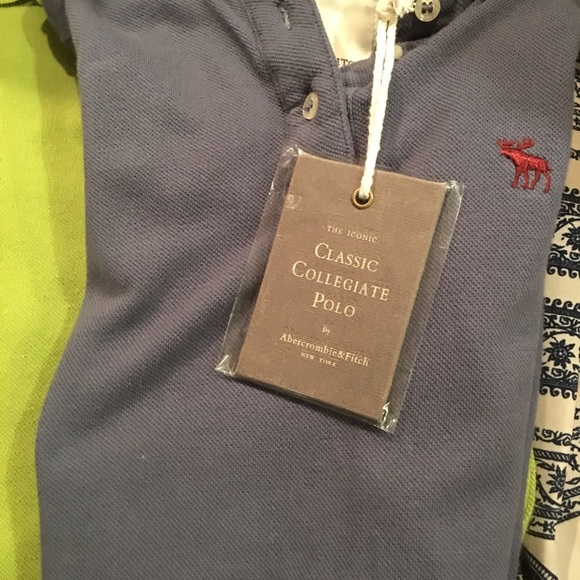 THE ICONIC
CLASSIC
COLLEGIATE
POLO
By
Abercrombie&Fitch
NEW YORK